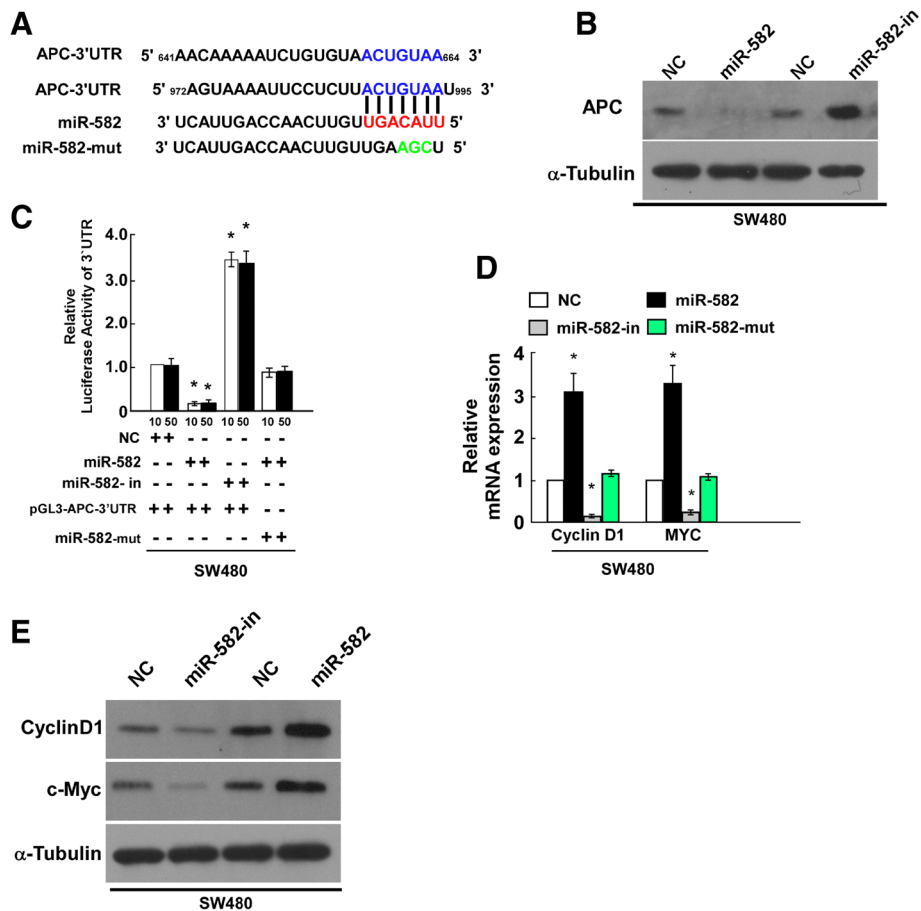 A
APC-3'UTR 5' 641AACAAAAAUCUGUGUAACUGUAA664 3'
APC-3'UTR 5' 972AGUAAAAUUCCUCUUACUGUAAU995 3'
miR-582 3' UCAUUGACCAACUUGUUGACAUU 5'
miR-582-mut 3' UCAUUGACCAACUUGUUGAAGCU 5'
B
NC miR-582 NC miR-582-in
APC
α-Tubulin
SW480
C
Relative
Luciferase Activity of 3`UTR
4.0
3.0
1.0
0
* * * *
10 50 10 50 10 50 10 50
NC ++ -- -- --
miR-582 -- ++ -- ++
miR-582- in -- -- ++ --
pGL3-APC-3'UTR ++ ++ ++ --
miR-582-mut -- -- -- ++
SW480
D
NC miR-582
miR-582-in miR-582-mut
Relative
mRNA expression
4
3
2
1
0
* * * *
Cyclin D1 MYC
SW480
E
NC miR-582-in NC miR-582
CyclinD1
c-Myc
α-Tubulin
SW480